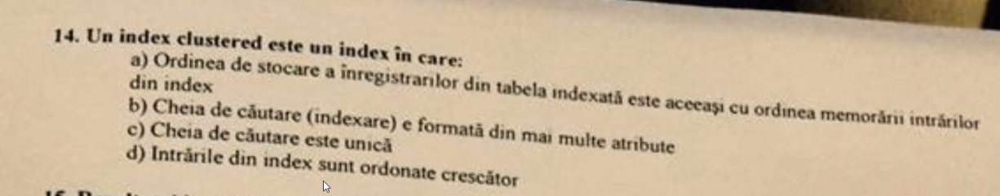 14. Un index clustered este un index în care:
a) Ordinea de stocare a înregistrarilor din tabela indexată este aceeaşi cu ordinea memorării intrărilor
din index
b) Cheia de căutare (indexare) e formată din mai multe atribute
c) Cheia de căutare este unică
d) Intrările din index sunt ordonate crescător